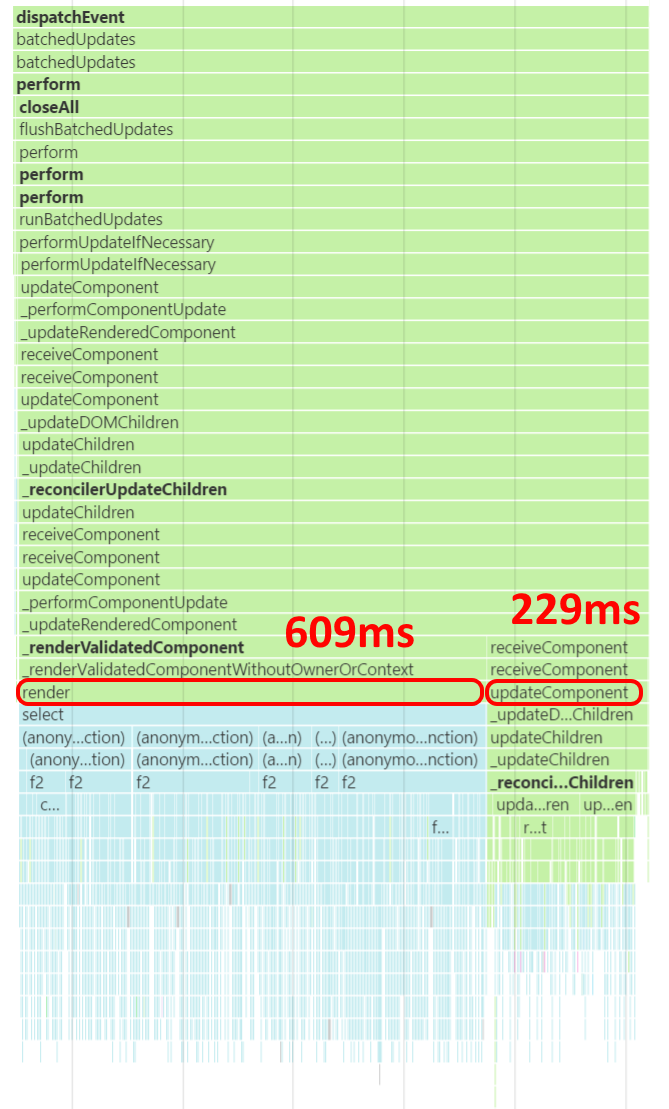 dispatchEvent
batchedUpdates
batchedUpdates
perform
closeAll
flushBatchedUpdates
perform
perform
perform
runBatchedUpdates
performUpdateIfNecessary
performUpdateIfNecessary
updateComponent
_performComponentUpdate
_updateRenderedComponent
receiveComponent
receiveComponent
updateComponent
_updateDOMChildren
updateChildren
_updateChildren
_reconcilerUpdateChildren
updateChildren
receiveComponent
receiveComponent
updateComponent
_performComponentUpdate
_updateRenderedComponent
609ms 229ms
_renderValidatedComponent receiveComponent
_renderValidatedComponentWithoutOwnerOrContext receiveComponent
render updateComponent
select _updateD...Children
(anony...ction) (anonym...ction) (a...n) (...) (anonymo...nction) updateChildren
(anony...tion) (anonym...ction) (a...n) (...) (anonymo...nction) _updateChildren
f2 f2 f2 f2 f2 f2 _reconci...Children
c... upda...ren up...en
f... r...t